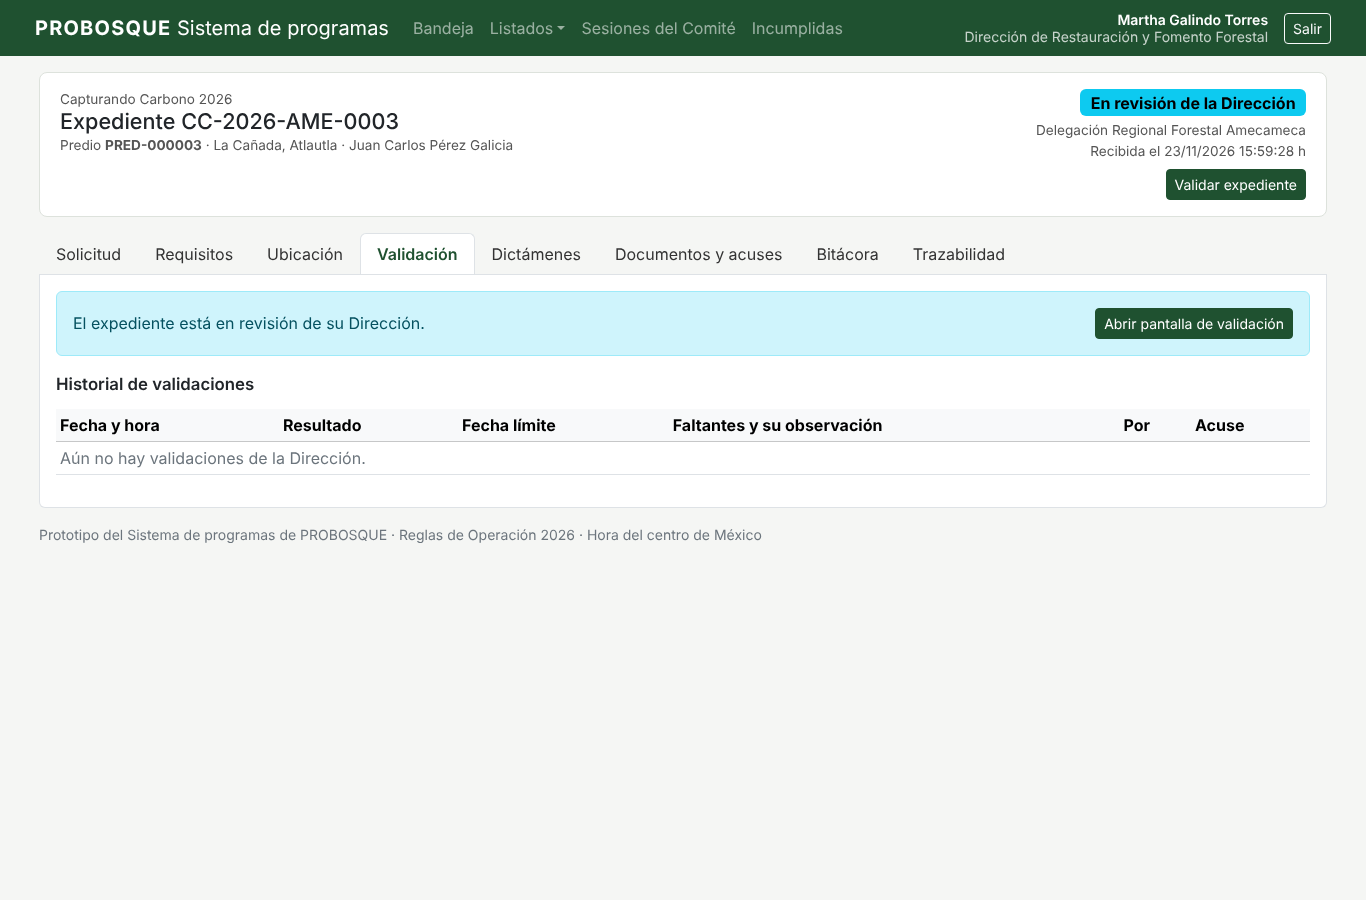 PROBOSQUE Sistema de programas Bandeja Listados Sesiones del Comité Incumplidas
Martha Galindo Torres
Dirección de Restauración y Fomento Forestal
Salir
Capturando Carbono 2026
Expediente CC-2026-AME-0003
Predio PRED-000003 · La Cañada, Atlautla · Juan Carlos Pérez Galicia
En revisión de la Dirección
Delegación Regional Forestal Amecameca
Recibida el 23/11/2026 15:59:28 h
Validar expediente
Solicitud Requisitos Ubicación Validación Dictámenes Documentos y acuses Bitácora Trazabilidad
El expediente está en revisión de su Dirección.
Abrir pantalla de validación
Historial de validaciones
Fecha y hora Resultado Fecha límite Faltantes y su observación Por Acuse
Aún no hay validaciones de la Dirección.
Prototipo del Sistema de programas de PROBOSQUE · Reglas de Operación 2026 · Hora del centro de México